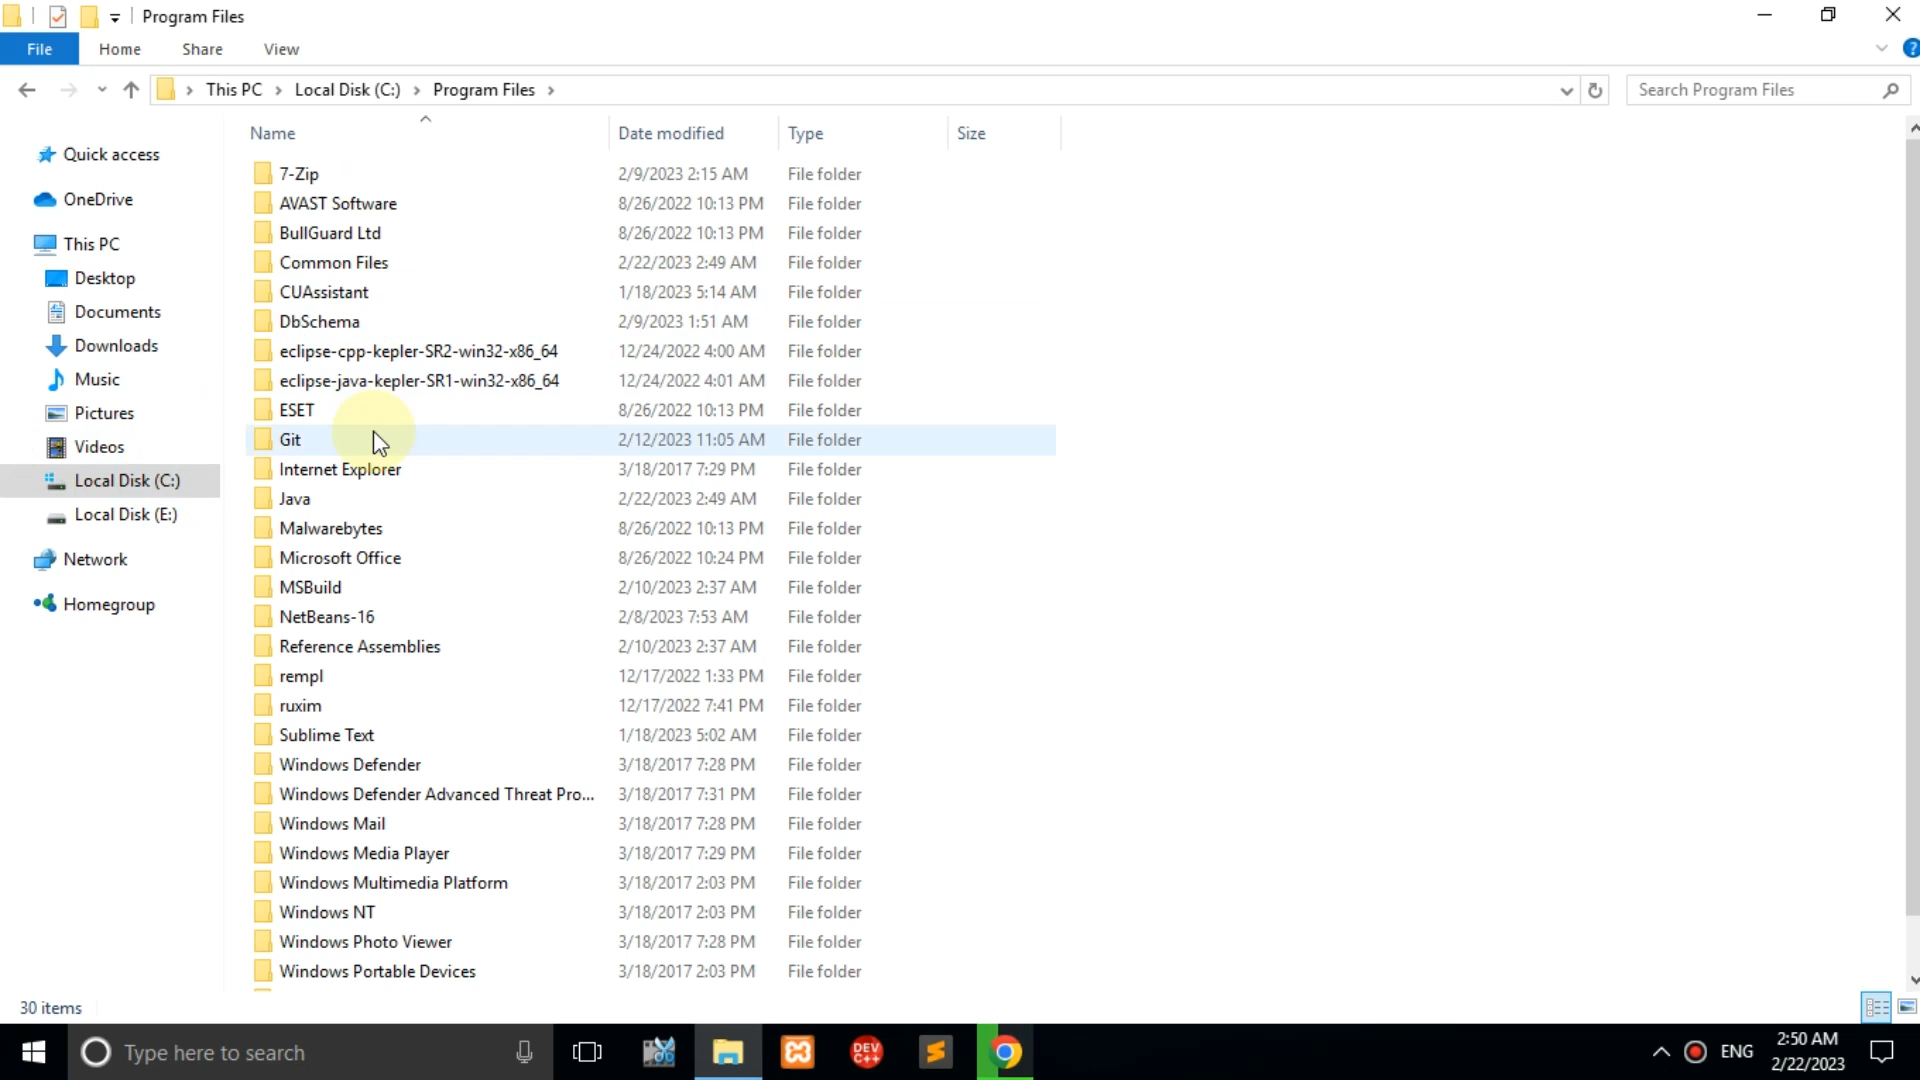 Program Files
File Home Share View
This PC Local Disk (C:) Program Files
Search Program Files
Name Date modified Type Size
Quick access
OneDrive
This PC
Desktop
Documents
Downloads
Music
Pictures
Videos
Local Disk (C:)
Local Disk (E:)
Network
Homegroup
7-Zip 2/9/2023 2:15 AM File folder
AVAST Software 8/26/2022 10:13 PM File folder
BullGuard Ltd 8/26/2022 10:13 PM File folder
Common Files 2/22/2023 2:49 AM File folder
CUAssistant 1/18/2023 5:14 AM File folder
DbSchema 2/9/2023 1:51 AM File folder
eclipse-cpp-kepler-SR2-win32-x86_64 12/24/2022 4:00 AM File folder
eclipse-java-kepler-SR1-win32-x86_64 12/24/2022 4:01 AM File folder
ESET 8/26/2022 10:13 PM File folder
Git 2/12/2023 11:05 AM File folder
Internet Explorer 3/18/2017 7:29 PM File folder
Java 2/22/2023 2:49 AM File folder
Malwarebytes 8/26/2022 10:13 PM File folder
Microsoft Office 8/26/2022 10:24 PM File folder
MSBuild 2/10/2023 2:37 AM File folder
NetBeans-16 2/8/2023 7:53 AM File folder
Reference Assemblies 2/10/2023 2:37 AM File folder
rempl 12/17/2022 1:33 PM File folder
ruxim 12/17/2022 7:41 PM File folder
Sublime Text 1/18/2023 5:02 AM File folder
Windows Defender 3/18/2017 7:28 PM File folder
Windows Defender Advanced Threat Pro... 3/18/2017 7:31 PM File folder
Windows Mail 3/18/2017 7:28 PM File folder
Windows Media Player 3/18/2017 7:29 PM File folder
Windows Multimedia Platform 3/18/2017 2:03 PM File folder
Windows NT 3/18/2017 2:03 PM File folder
Windows Photo Viewer 3/18/2017 7:28 PM File folder
Windows Portable Devices 3/18/2017 2:03 PM File folder
30 items
Type here to search
DEV C++
ENG
2:50 AM
2/22/2023